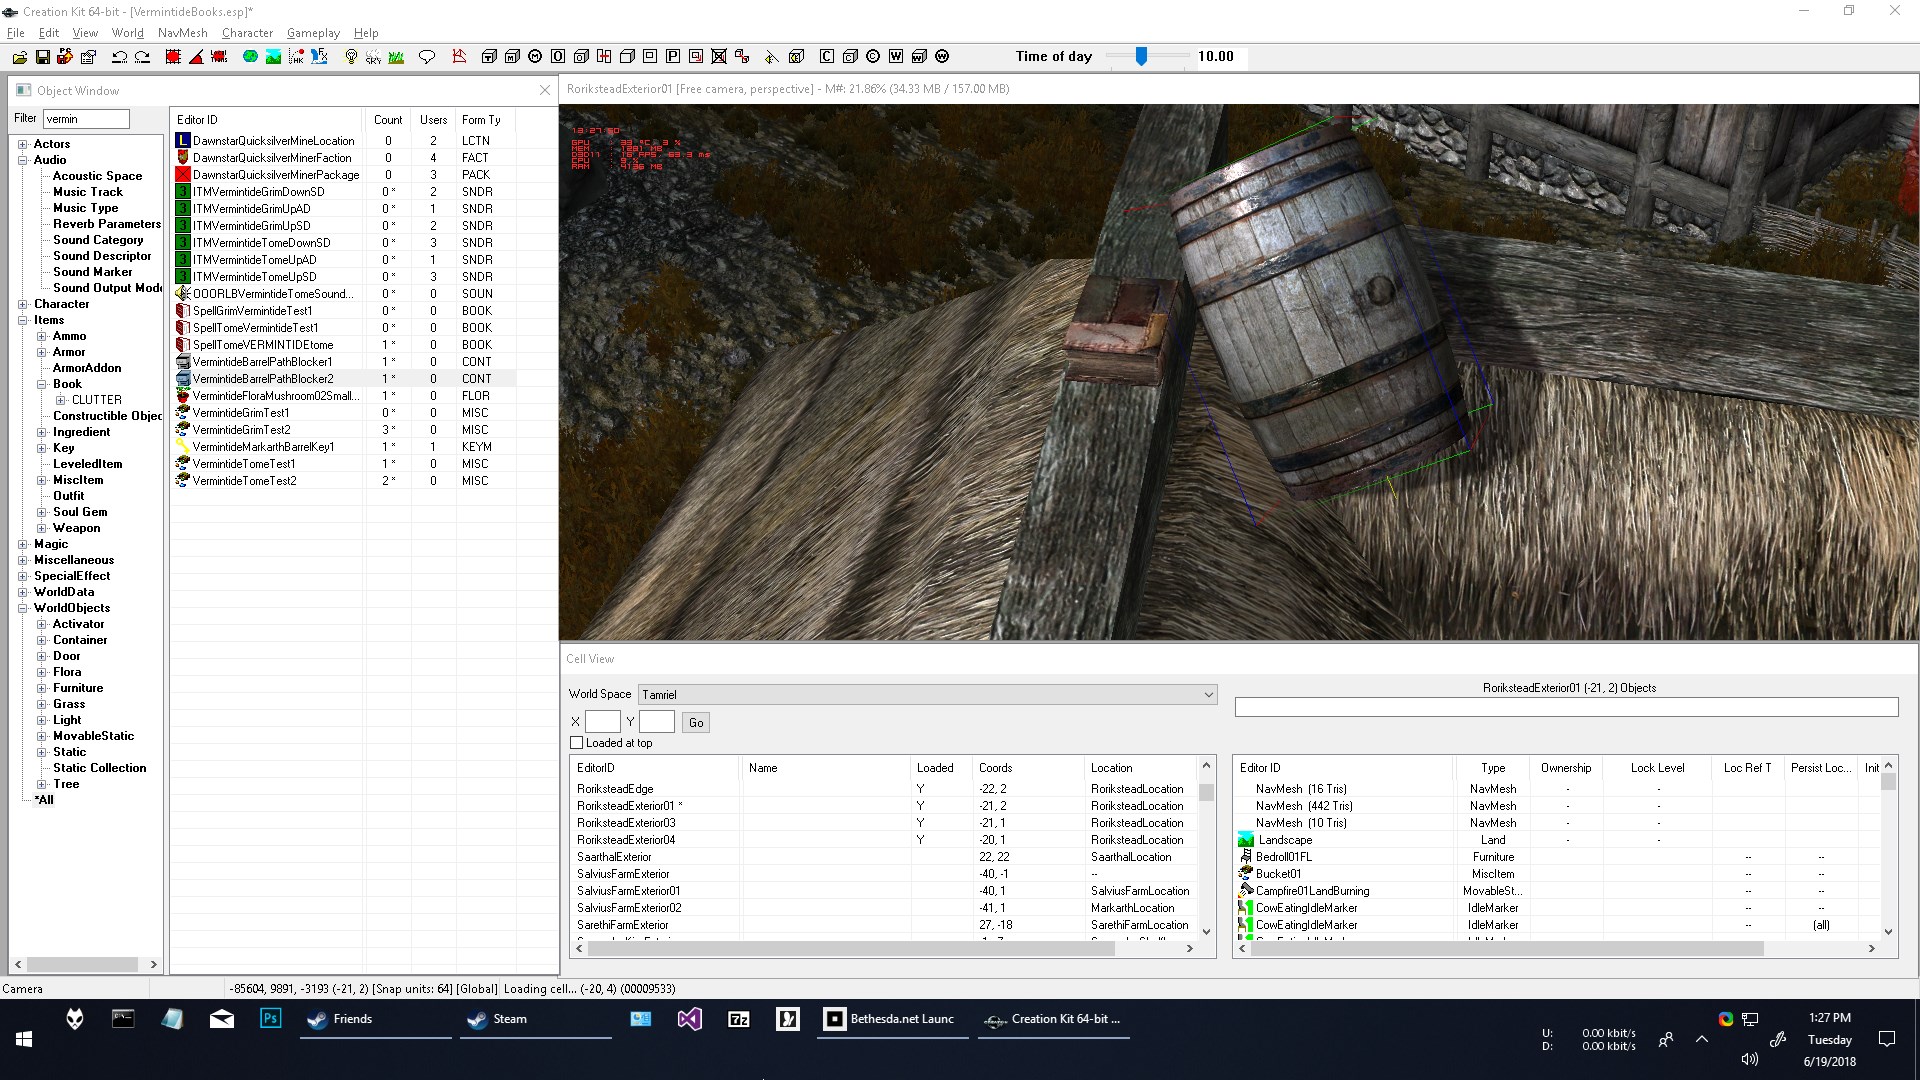 Creation Kit 64-bit - [VermintideBooks.esp]*
File Edit View World NavMesh Character Gameplay Help
Time of day 10.00
Object Window
Filter vermin
Actors
Audio
Acoustic Space
Music Track
Music Type
Reverb Parameters
Sound Category
Sound Descriptor
Sound Marker
Sound Output Mode
Character
Items
Ammo
Armor
ArmorAddon
Book
CLUTTER
Constructible Objec
Ingredient
Key
LeveledItem
MiscItem
Outfit
Soul Gem
Weapon
Magic
Miscellaneous
SpecialEffect
WorldData
WorldObjects
Activator
Container
Door
Flora
Furniture
Grass
Light
MovableStatic
Static
Static Collection
Tree
*All
Editor ID Count Users Form Ty
DawnstarQuicksilverMineLocation 0 2 LCTN
DawnstarQuicksilverMinerFaction 0 4 FACT
DawnstarQuicksilverMinerPackage 0 3 PACK
ITMVermintideGrimDownSD 0 * 2 SNDR
ITMVermintideGrimUpAD 0 * 1 SNDR
ITMVermintideGrimUpSD 0 * 2 SNDR
ITMVermintideTomeDownSD 0 * 3 SNDR
ITMVermintideTomeUpAD 0 * 1 SNDR
ITMVermintideTomeUpSD 0 * 3 SNDR
OOORLBVermintideTomeSound... 0 * 0 SOUN
SpellGrimVermintideTest1 0 * 0 BOOK
SpellTomeVermintideTest1 0 * 0 BOOK
SpellTomeVERMINTIDEtome 1 * 0 BOOK
VermintideBarrelPathBlocker1 1 * 0 CONT
VermintideBarrelPathBlocker2 1 * 0 CONT
VermintideFloraMushroom02Small... 1 * 0 FLOR
VermintideGrimTest1 0 * 0 MISC
VermintideGrimTest2 3 * 0 MISC
VermintideMarkarthBarrelKey1 1 * 1 KEYM
VermintideTomeTest1 1 * 0 MISC
VermintideTomeTest2 2 * 0 MISC
RoriksteadExterior01 [Free camera, perspective] - M#: 21.86% (34.33 MB / 157.00 MB)
Cell View
World Space Tamriel
X Y Go
Loaded at top
EditorID Name Loaded Coords Location
RoriksteadEdge Y -22, 2 RoriksteadLocation
RoriksteadExterior01 * Y -21, 2 RoriksteadLocation
RoriksteadExterior03 Y -21, 1 RoriksteadLocation
RoriksteadExterior04 Y -20, 1 RoriksteadLocation
SaarthalExterior 22, 22 SaarthalLocation
SalviusFarmExterior -40, -1 --
SalviusFarmExterior01 -40, 1 SalviusFarmLocation
SalviusFarmExterior02 -41, 1 MarkarthLocation
SarethiFarmExterior 27, -18 SarethiFarmLocation
RoriksteadExterior01 (-21, 2) Objects
Editor ID Type Ownership Lock Level Loc Ref T Persist Loc... Init
NavMesh (16 Tris) NavMesh - -
NavMesh (442 Tris) NavMesh - -
NavMesh (10 Tris) NavMesh - -
Landscape Land - -
Bedroll01FL Furniture -- --
Bucket01 MiscItem -- --
Campfire01LandBurning MovableSt... -- --
CowEatingIdleMarker IdleMarker -- --
CowEatingIdleMarker IdleMarker -- (all)
Camera -85604, 9891, -3193 (-21, 2) [Snap units: 64] [Global] Loading cell... (-20, 4) (00009533)
Ps Friends Steam 7z Bethesda.net Launc Creation Kit 64-bit ...
U: 0.00 kbit/s
D: 0.00 kbit/s
1:27 PM
Tuesday
6/19/2018